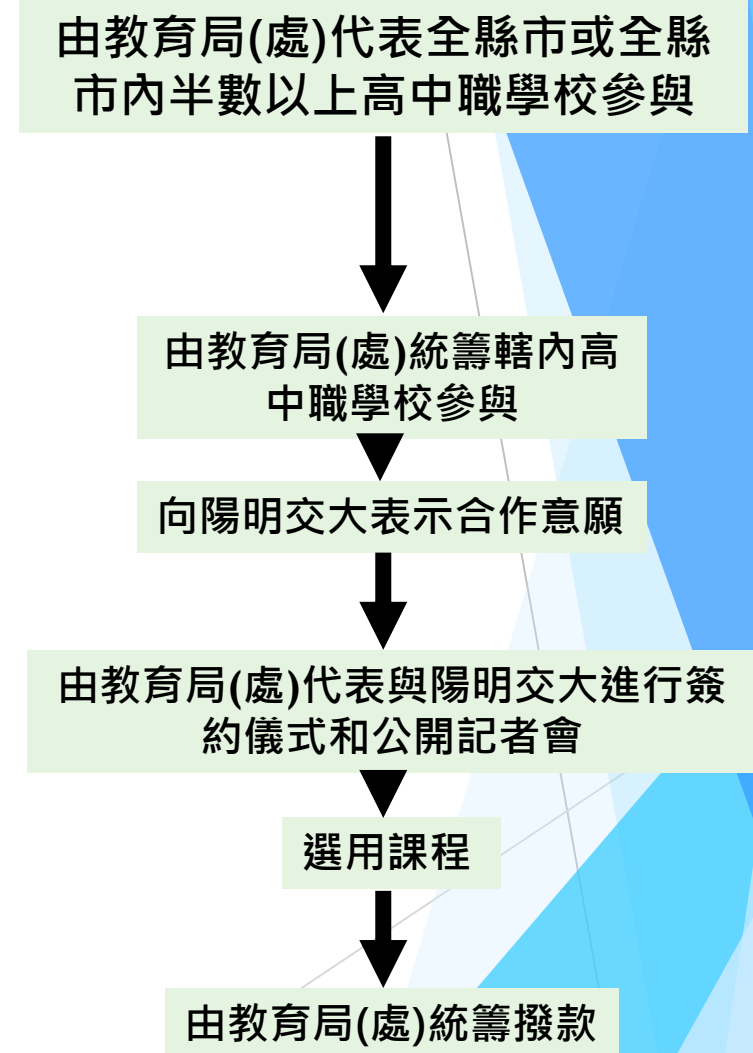 由教育局(處)代表全縣市或全縣
市內半數以上高中職學校參與
由教育局(處)統籌轄內高
中職學校參與
向陽明交大表示合作意願
由教育局(處)代表與陽明交大進行簽
約儀式和公開記者會
選用課程
由教育局(處)統籌撥款